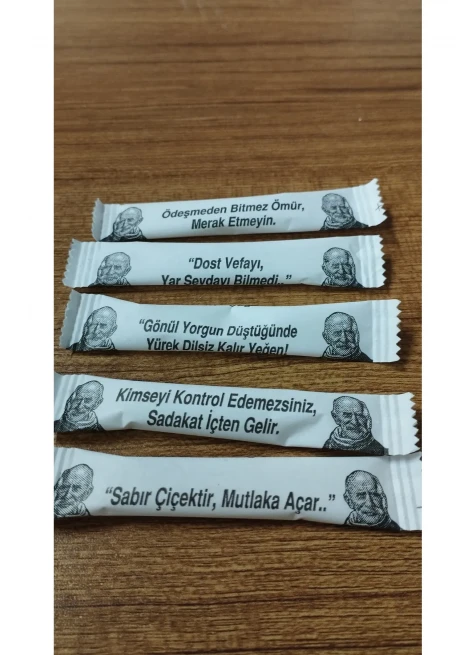 Ödeşmeden Bitmez Ömür,
Merak Etmeyin.
“Dost Vefayı,
Yar Sevdayı Bilmedi..”
“Gönül Yorgun Düştüğünde
Yürek Dilsiz Kalır Yeğen!
Kimseyi Kontrol Edemezsiniz,
Sadakat İçten Gelir.
“Sabır Çiçektir, Mutlaka Açar..”